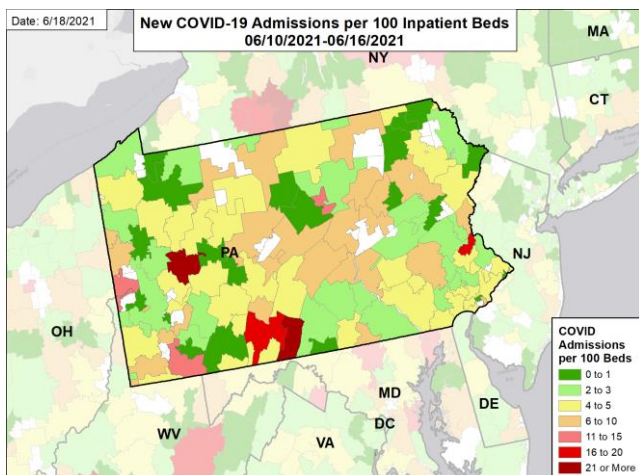 Date: 6/18/2021
New COVID-19 Admissions per 100 Inpatient Beds
06/10/2021-06/16/2021
MA
NY
CT
PA
NJ
OH
MD
DE
WV
DC
VA
COVID
Admissions
per 100 Beds
0 to 1
2 to 3
4 to 5
6 to 10
11 to 15
16 to 20
21 or More